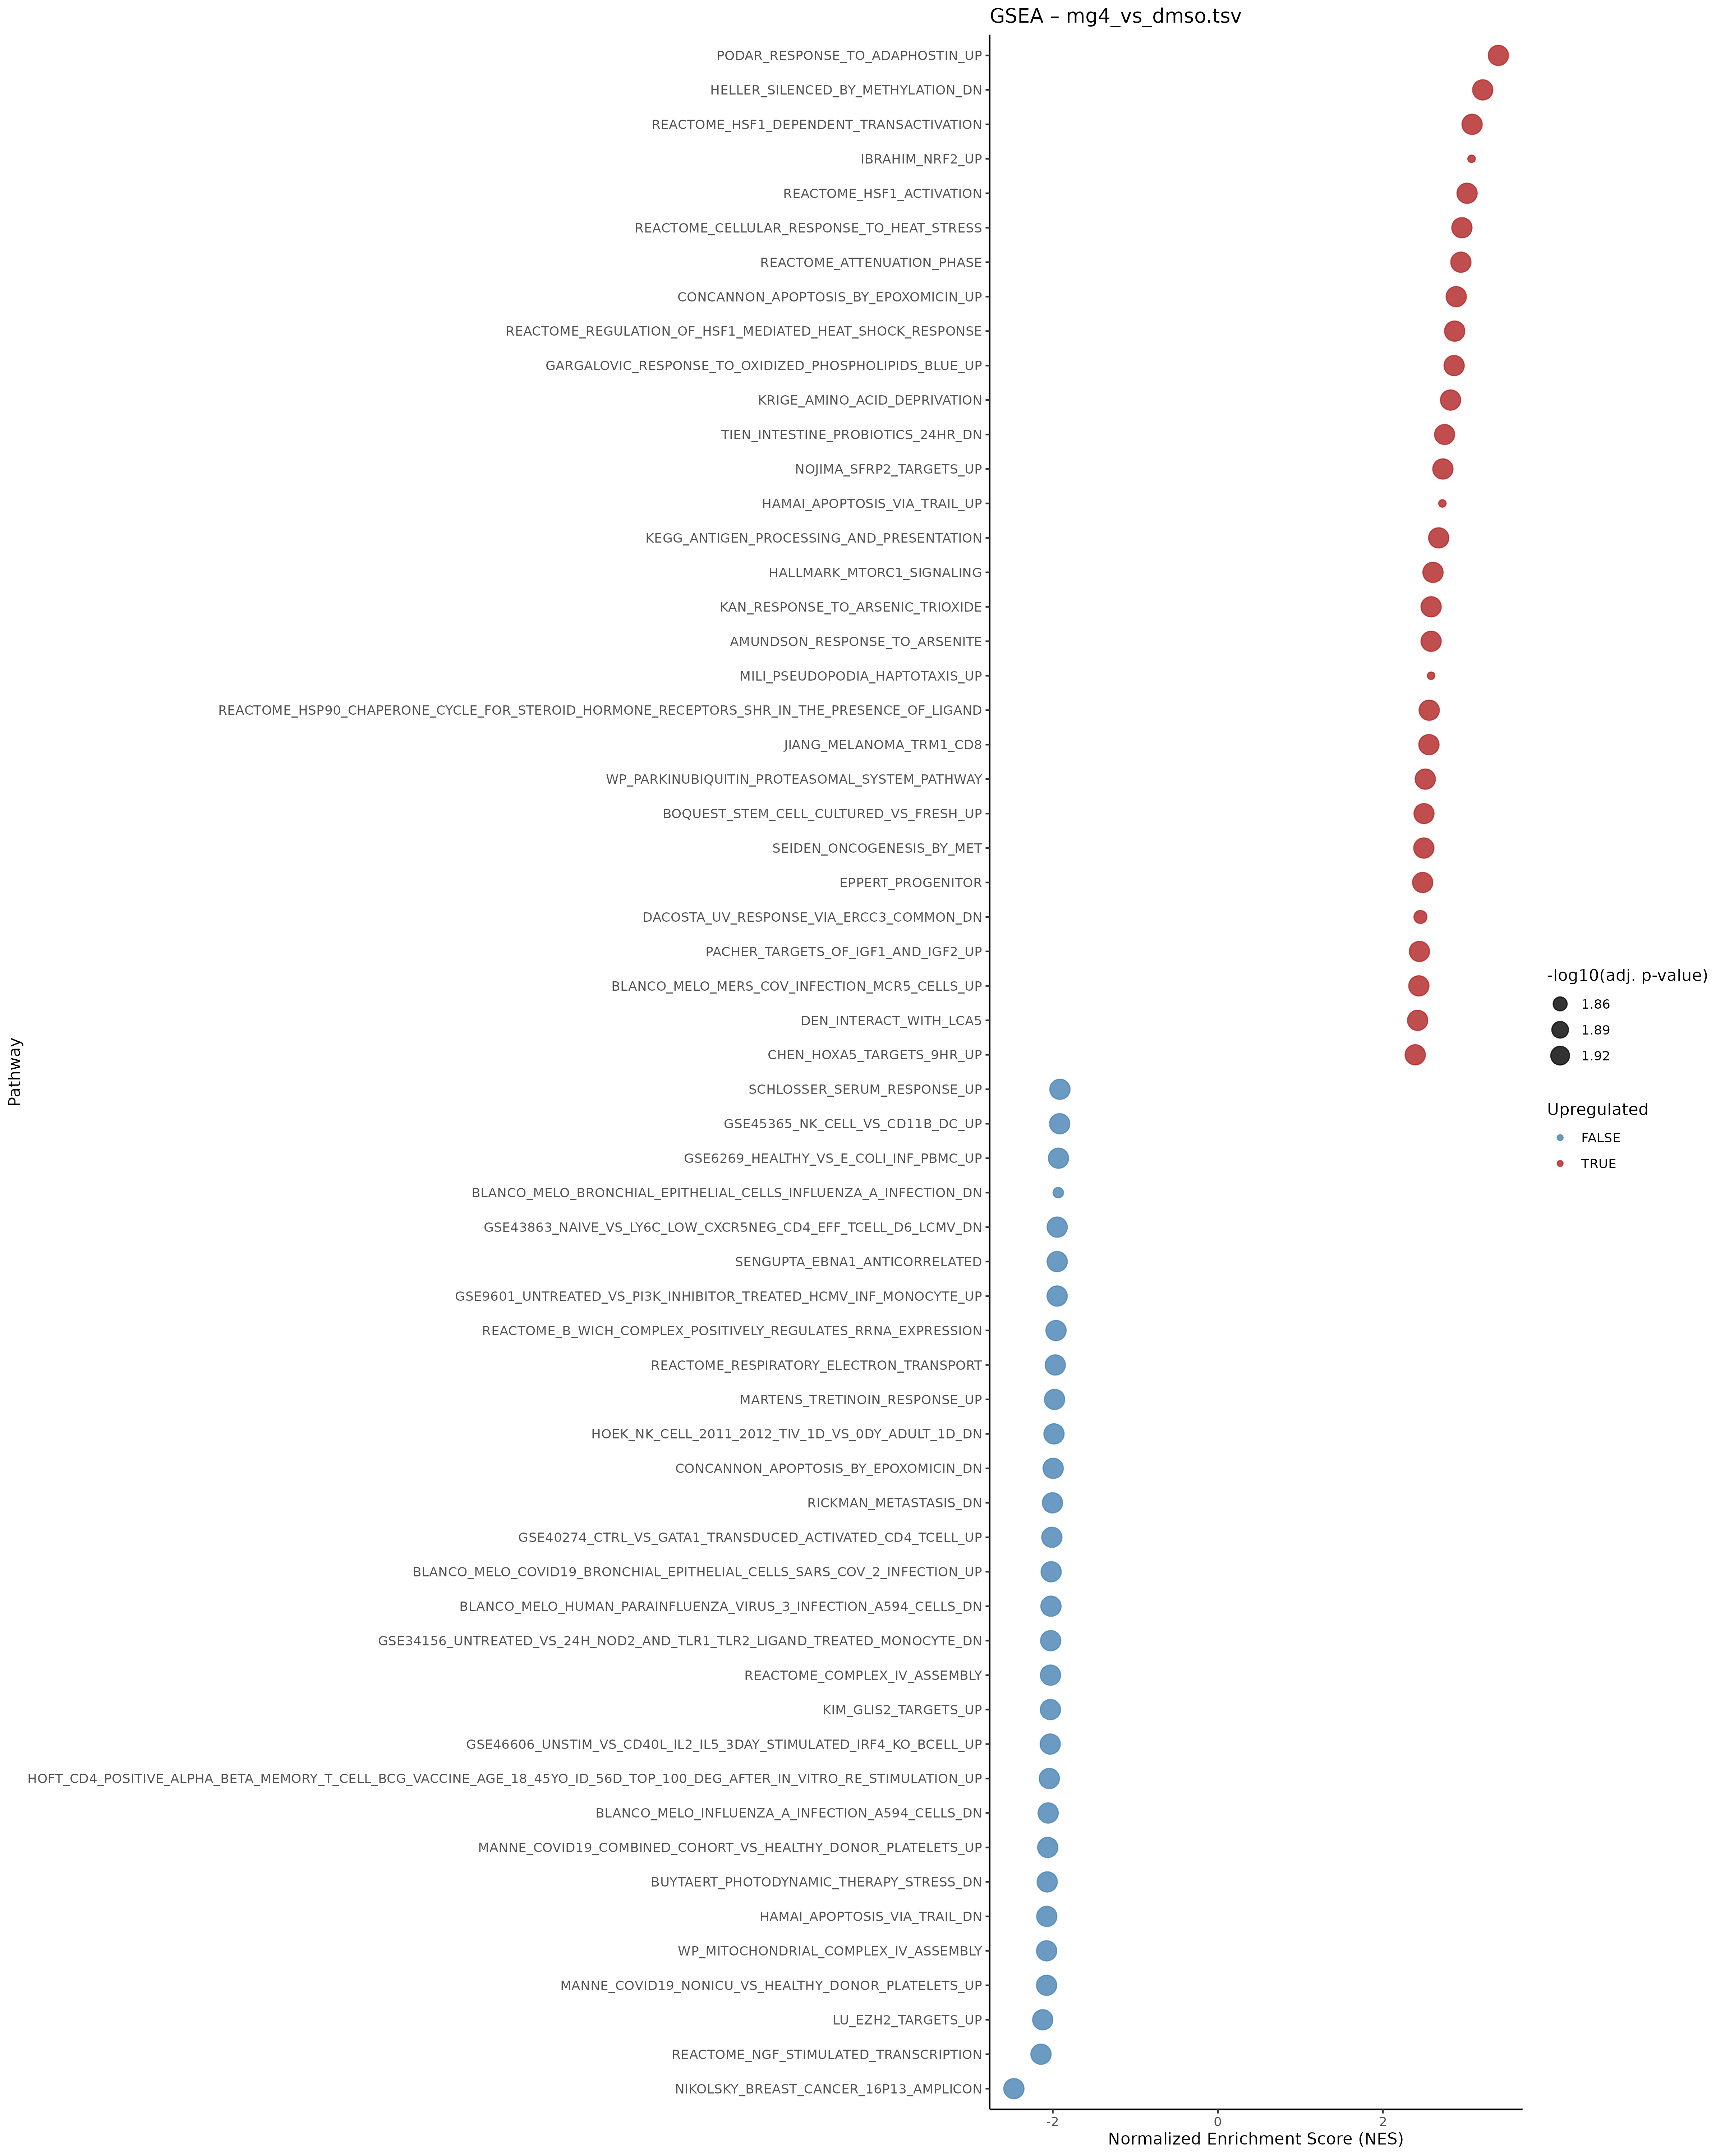 GSEA – mg4_vs_dmso.tsv
Pathway
PODAR_RESPONSE_TO_ADAPHOSTIN_UP
HELLER_SILENCED_BY_METHYLATION_DN
REACTOME_HSF1_DEPENDENT_TRANSACTIVATION
IBRAHIM_NRF2_UP
REACTOME_HSF1_ACTIVATION
REACTOME_CELLULAR_RESPONSE_TO_HEAT_STRESS
REACTOME_ATTENUATION_PHASE
CONCANNON_APOPTOSIS_BY_EPOXOMICIN_UP
REACTOME_REGULATION_OF_HSF1_MEDIATED_HEAT_SHOCK_RESPONSE
GARGALOVIC_RESPONSE_TO_OXIDIZED_PHOSPHOLIPIDS_BLUE_UP
KRIGE_AMINO_ACID_DEPRIVATION
TIEN_INTESTINE_PROBIOTICS_24HR_DN
NOJIMA_SFRP2_TARGETS_UP
HAMAI_APOPTOSIS_VIA_TRAIL_UP
KEGG_ANTIGEN_PROCESSING_AND_PRESENTATION
HALLMARK_MTORC1_SIGNALING
KAN_RESPONSE_TO_ARSENIC_TRIOXIDE
AMUNDSON_RESPONSE_TO_ARSENITE
MILI_PSEUDOPODIA_HAPTOTAXIS_UP
REACTOME_HSP90_CHAPERONE_CYCLE_FOR_STEROID_HORMONE_RECEPTORS_SHR_IN_THE_PRESENCE_OF_LIGAND
JIANG_MELANOMA_TRM1_CD8
WP_PARKINUBIQUITIN_PROTEASOMAL_SYSTEM_PATHWAY
BOQUEST_STEM_CELL_CULTURED_VS_FRESH_UP
SEIDEN_ONCOGENESIS_BY_MET
EPPERT_PROGENITOR
DACOSTA_UV_RESPONSE_VIA_ERCC3_COMMON_DN
PACHER_TARGETS_OF_IGF1_AND_IGF2_UP
BLANCO_MELO_MERS_COV_INFECTION_MCR5_CELLS_UP
DEN_INTERACT_WITH_LCA5
CHEN_HOXA5_TARGETS_9HR_UP
SCHLOSSER_SERUM_RESPONSE_UP
GSE45365_NK_CELL_VS_CD11B_DC_UP
GSE6269_HEALTHY_VS_E_COLI_INF_PBMC_UP
BLANCO_MELO_BRONCHIAL_EPITHELIAL_CELLS_INFLUENZA_A_INFECTION_DN
GSE43863_NAIVE_VS_LY6C_LOW_CXCR5NEG_CD4_EFF_TCELL_D6_LCMV_DN
SENGUPTA_EBNA1_ANTICORRELATED
GSE9601_UNTREATED_VS_PI3K_INHIBITOR_TREATED_HCMV_INF_MONOCYTE_UP
REACTOME_B_WICH_COMPLEX_POSITIVELY_REGULATES_RRNA_EXPRESSION
REACTOME_RESPIRATORY_ELECTRON_TRANSPORT
MARTENS_TRETINOIN_RESPONSE_UP
HOEK_NK_CELL_2011_2012_TIV_1D_VS_0DY_ADULT_1D_DN
CONCANNON_APOPTOSIS_BY_EPOXOMICIN_DN
RICKMAN_METASTASIS_DN
GSE40274_CTRL_VS_GATA1_TRANSDUCED_ACTIVATED_CD4_TCELL_UP
BLANCO_MELO_COVID19_BRONCHIAL_EPITHELIAL_CELLS_SARS_COV_2_INFECTION_UP
BLANCO_MELO_HUMAN_PARAINFLUENZA_VIRUS_3_INFECTION_A594_CELLS_DN
GSE34156_UNTREATED_VS_24H_NOD2_AND_TLR1_TLR2_LIGAND_TREATED_MONOCYTE_DN
REACTOME_COMPLEX_IV_ASSEMBLY
KIM_GLIS2_TARGETS_UP
GSE46606_UNSTIM_VS_CD40L_IL2_IL5_3DAY_STIMULATED_IRF4_KO_BCELL_UP
HOFT_CD4_POSITIVE_ALPHA_BETA_MEMORY_T_CELL_BCG_VACCINE_AGE_18_45YO_ID_56D_TOP_100_DEG_AFTER_IN_VITRO_RE_STIMULATION_UP
BLANCO_MELO_INFLUENZA_A_INFECTION_A594_CELLS_DN
MANNE_COVID19_COMBINED_COHORT_VS_HEALTHY_DONOR_PLATELETS_UP
BUYTAERT_PHOTODYNAMIC_THERAPY_STRESS_DN
HAMAI_APOPTOSIS_VIA_TRAIL_DN
WP_MITOCHONDRIAL_COMPLEX_IV_ASSEMBLY
MANNE_COVID19_NONICU_VS_HEALTHY_DONOR_PLATELETS_UP
LU_EZH2_TARGETS_UP
REACTOME_NGF_STIMULATED_TRANSCRIPTION
NIKOLSKY_BREAST_CANCER_16P13_AMPLICON
-2 0 2
Normalized Enrichment Score (NES)
-log10(adj. p-value)
1.86
1.89
1.92
Upregulated
FALSE
TRUE